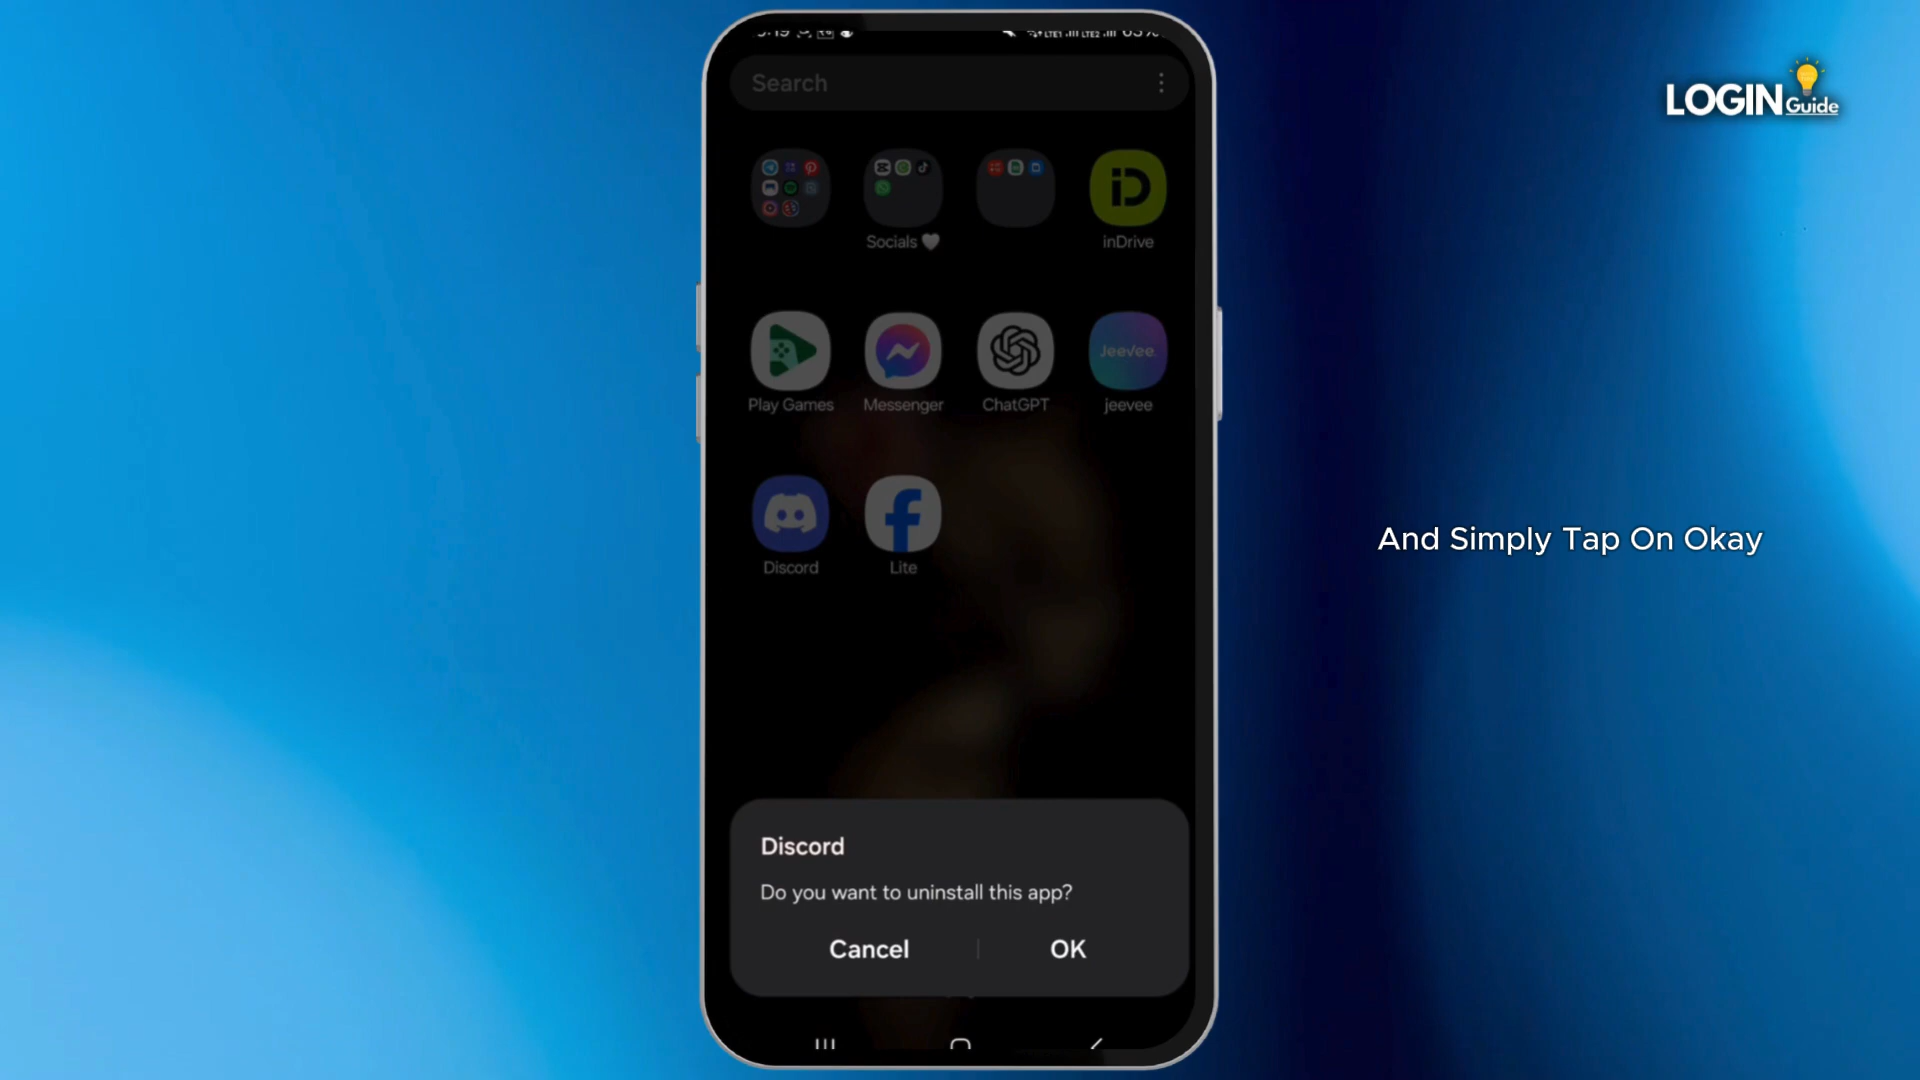 LOGIN Guide
Search
Socials 🤍
inDrive
Play Games
Messenger
ChatGPT
JeeVee
jeevee
Discord
Lite
And Simply Tap On Okay
Discord
Do you want to uninstall this app?
Cancel
OK